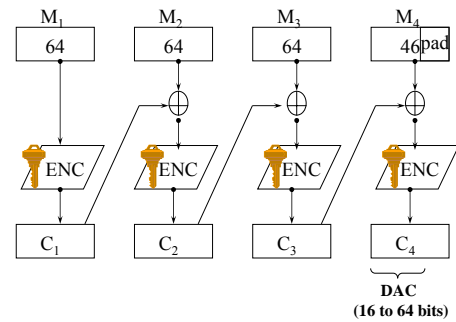 M1 M2 M3 M4
64 64 64 46 pad
ENC ENC ENC ENC
C1 C2 C3 C4
DAC
(16 to 64 bits)